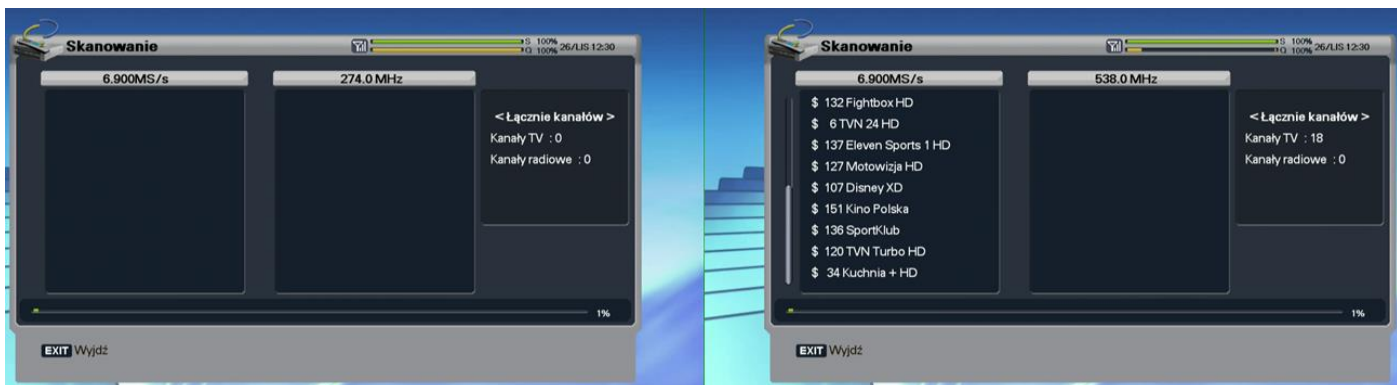 Skanowanie
S 100%
Q 100%
26/LIS 12:30
6.900MS/s
274.0 MHz
< Łącznie kanałów >
Kanały TV : 0
Kanały radiowe : 0
1%
EXIT Wyjdź
Skanowanie
S 100%
Q 100%
26/LIS 12:30
6.900MS/s
538.0 MHz
$ 132 Fightbox HD
$ 6 TVN 24 HD
$ 137 Eleven Sports 1 HD
$ 127 Motowizja HD
$ 107 Disney XD
$ 151 Kino Polska
$ 136 SportKlub
$ 120 TVN Turbo HD
$ 34 Kuchnia + HD
< Łącznie kanałów >
Kanały TV : 18
Kanały radiowe : 0
1%
EXIT Wyjdź